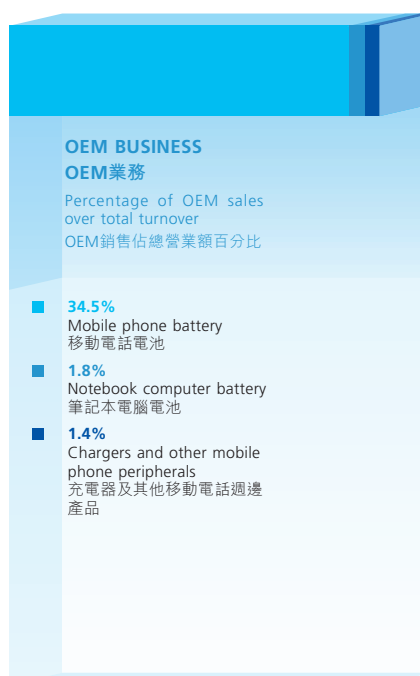 OEM BUSINESS
OEM業務
Percentage of OEM sales
over total turnover
OEM銷售佔總營業額百分比
34.5%
Mobile phone battery
移動電話電池
1.8%
Notebook computer battery
筆記本電腦電池
1.4%
Chargers and other mobile
phone peripherals
充電器及其他移動電話週邊
產品